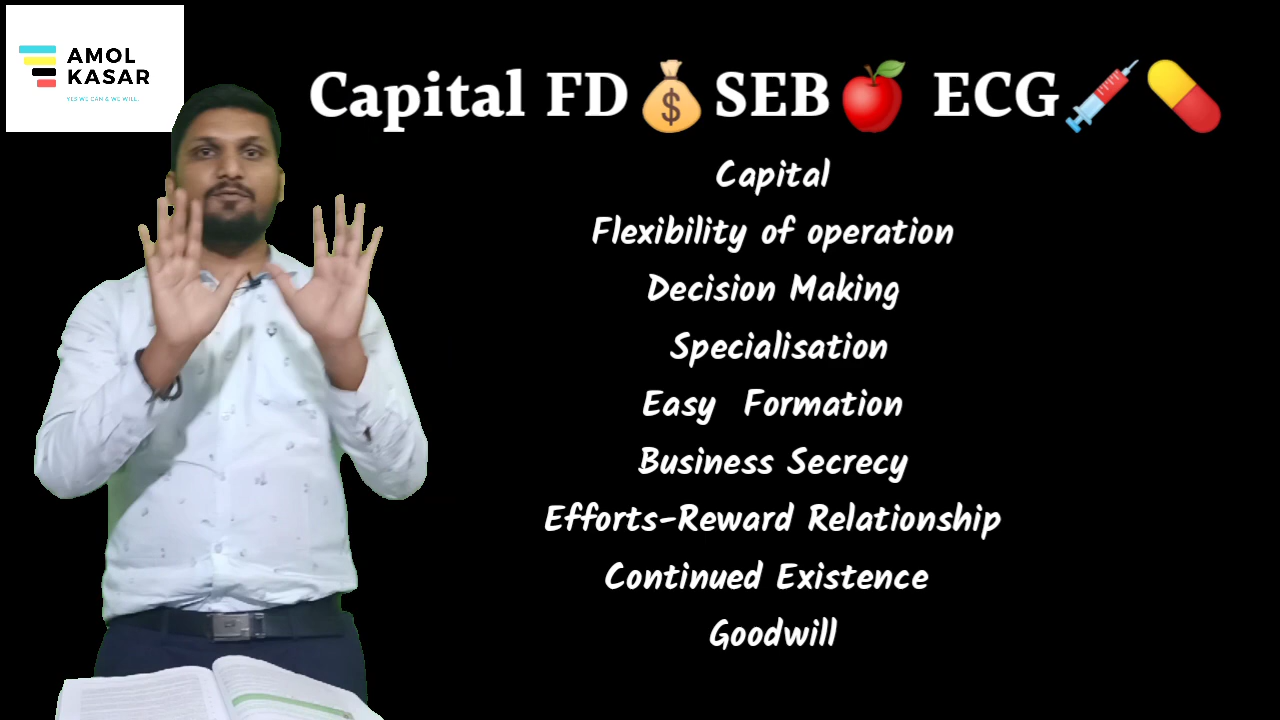 AMOL
KASAR
YES WE CAN & WE WILL.
Capital FD💰SEB🍎 ECG💉💊
Capital
Flexibility of operation
Decision Making
Specialisation
Easy Formation
Business Secrecy
Efforts-Reward Relationship
Continued Existence
Goodwill